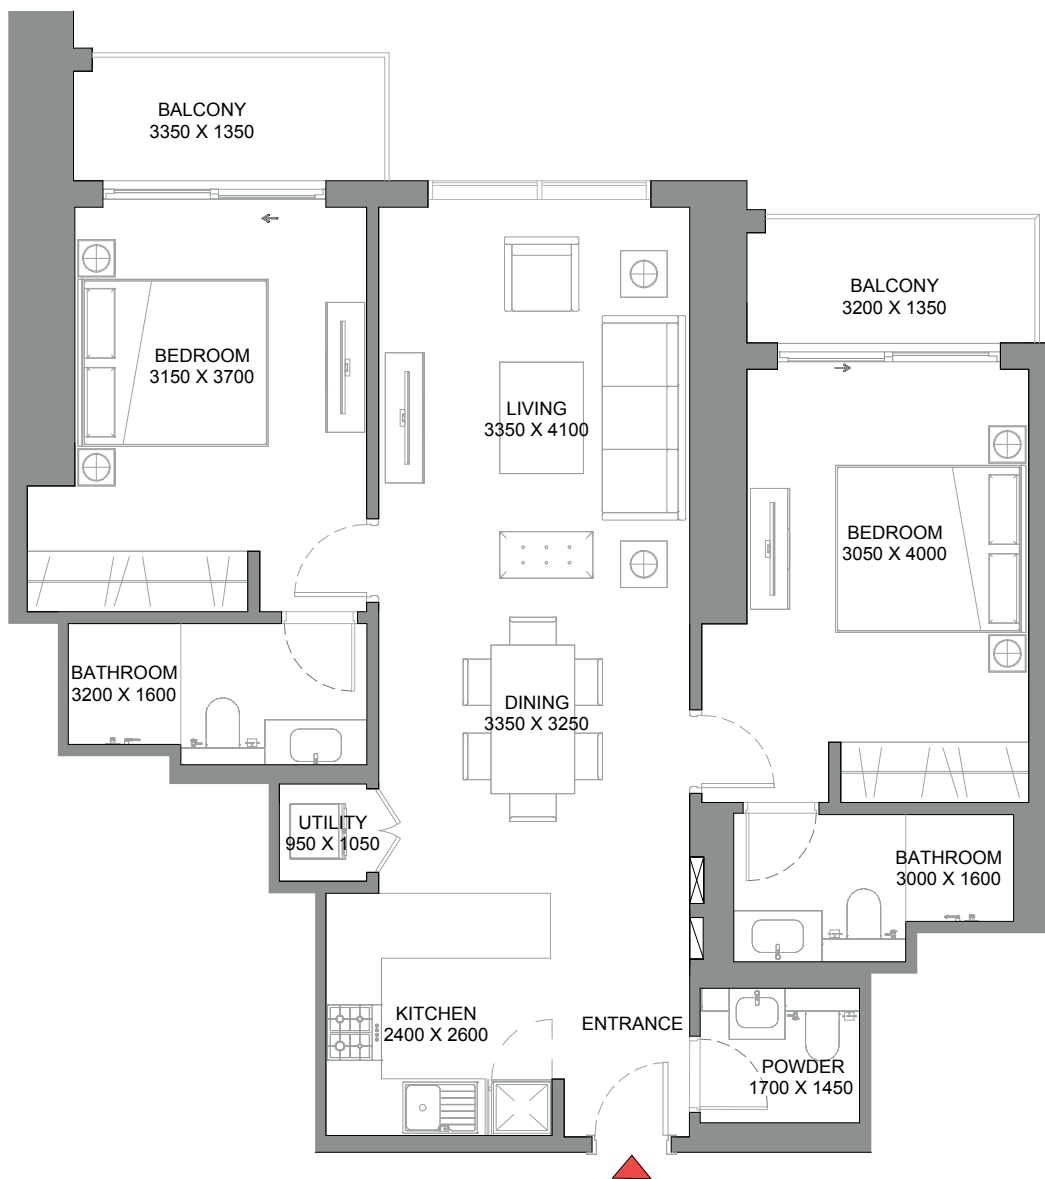 BALCONY
3350 X 1350
BALCONY
3200 X 1350
BEDROOM
3150 X 3700
LIVING
3350 X 4100
BEDROOM
3050 X 4000
BATHROOM
3200 X 1600
DINING
3350 X 3250
UTILITY
950 X 1050
BATHROOM
3000 X 1600
KITCHEN
2400 X 2600
ENTRANCE
POWDER
1700 X 1450